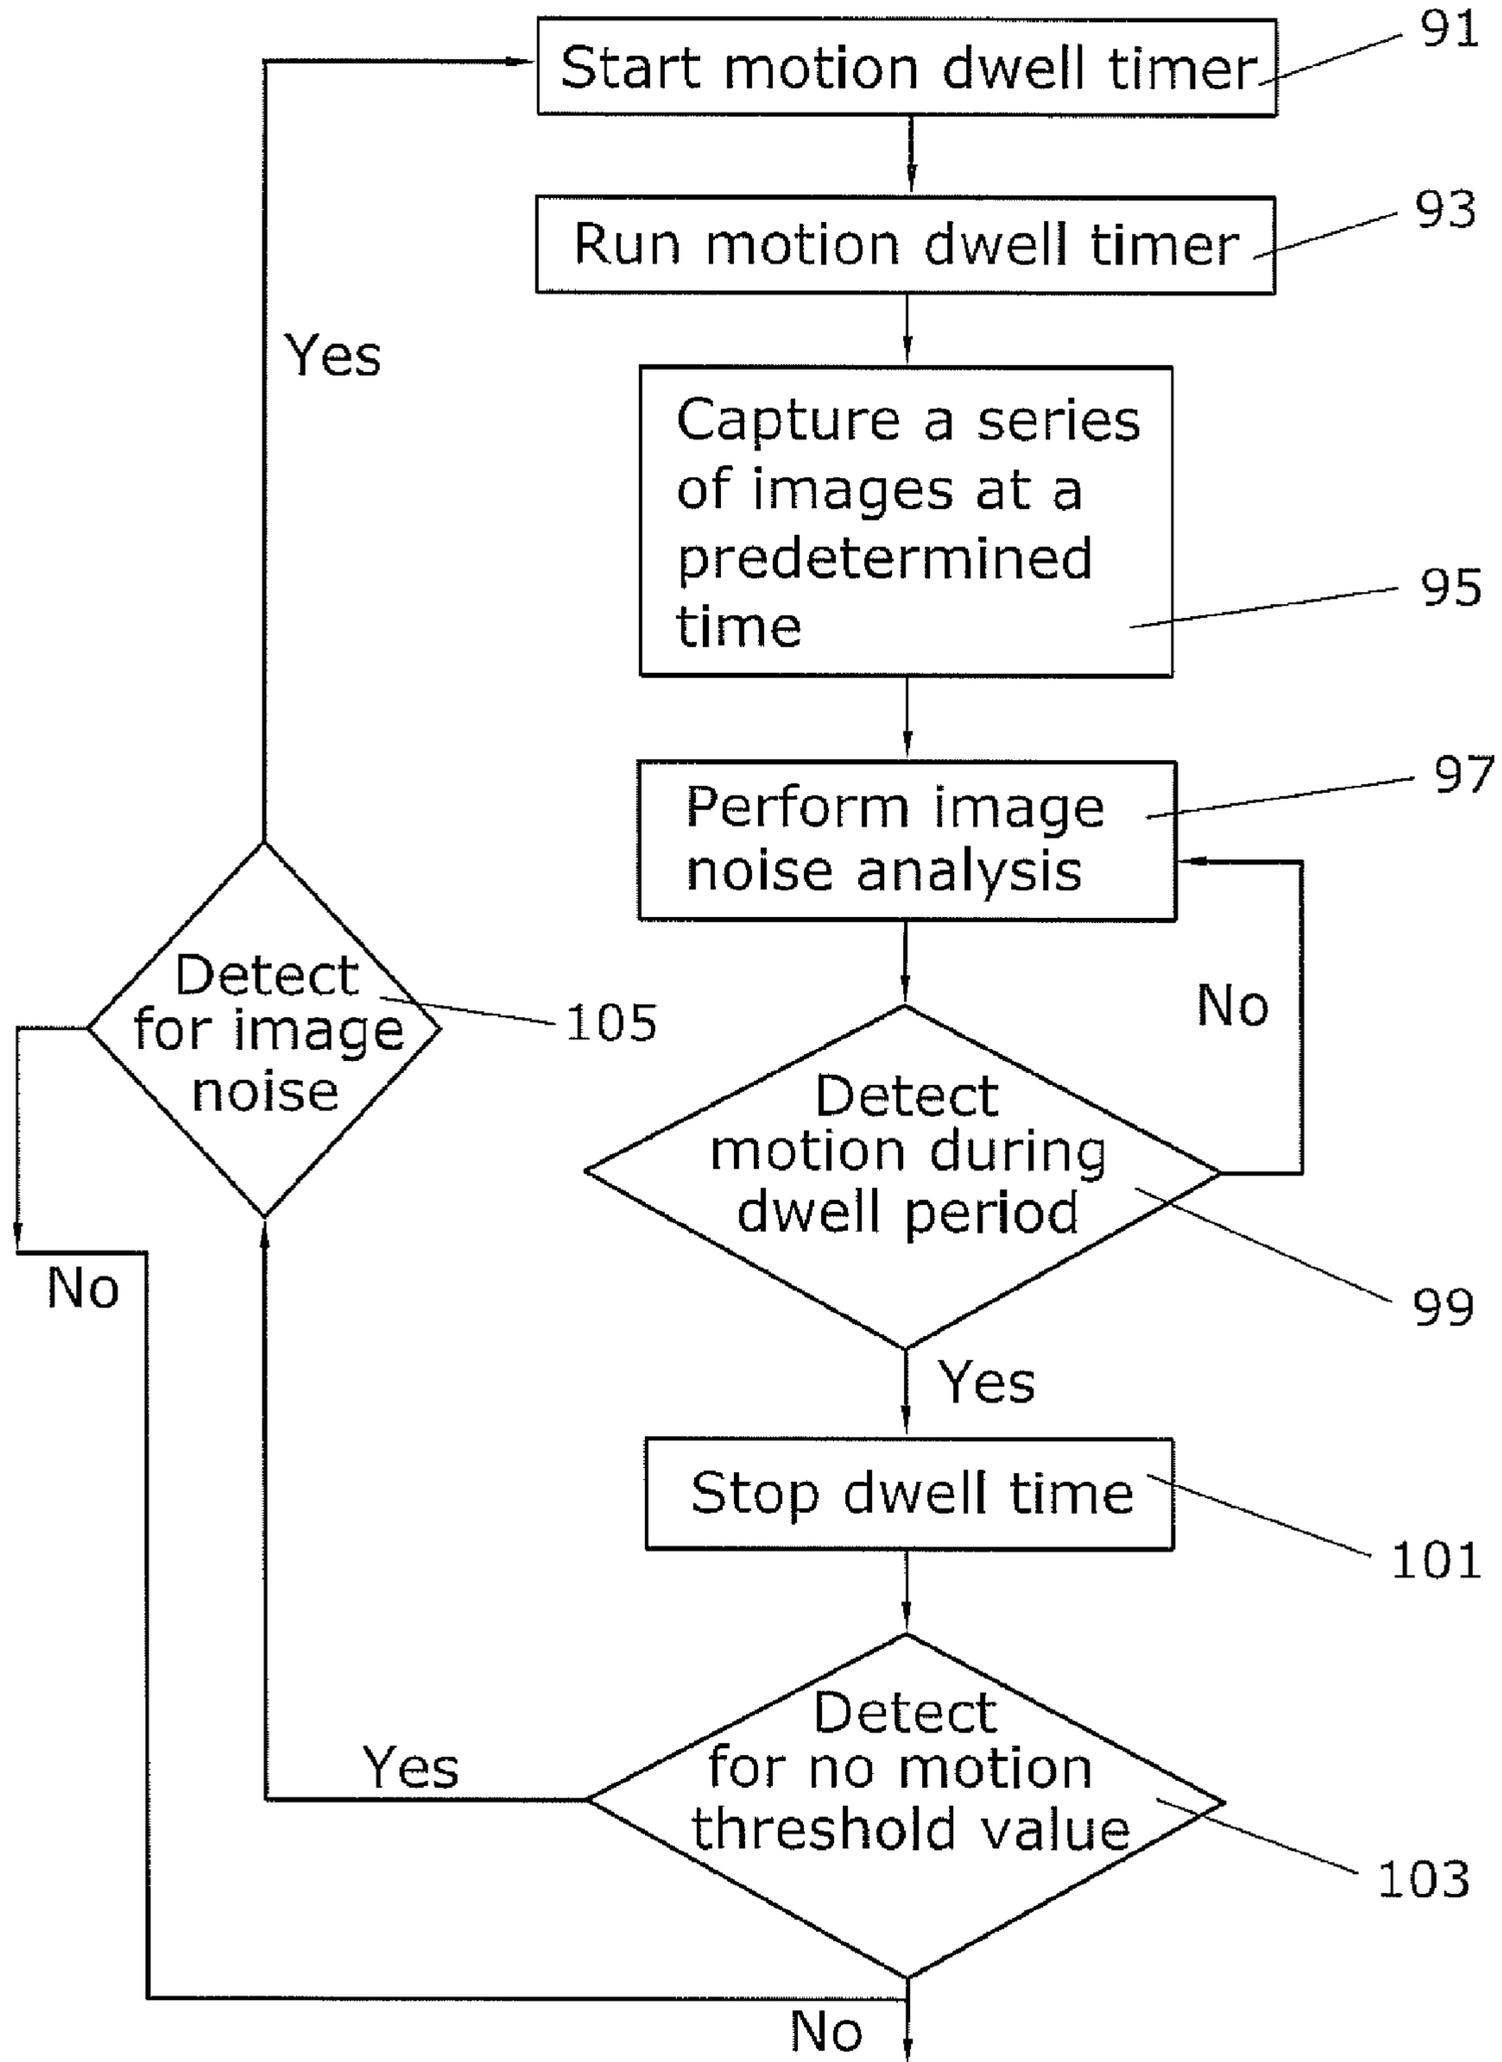 Start motion dwell timer
91
Run motion dwell timer
93
Yes
Capture a series
of images at a
predetermined
time
95
Perform image
noise analysis
97
Detect
for image
noise
105
No
Detect
motion during
dwell period
99
No
Yes
Stop dwell time
101
Detect
for no motion
threshold value
103
Yes
No